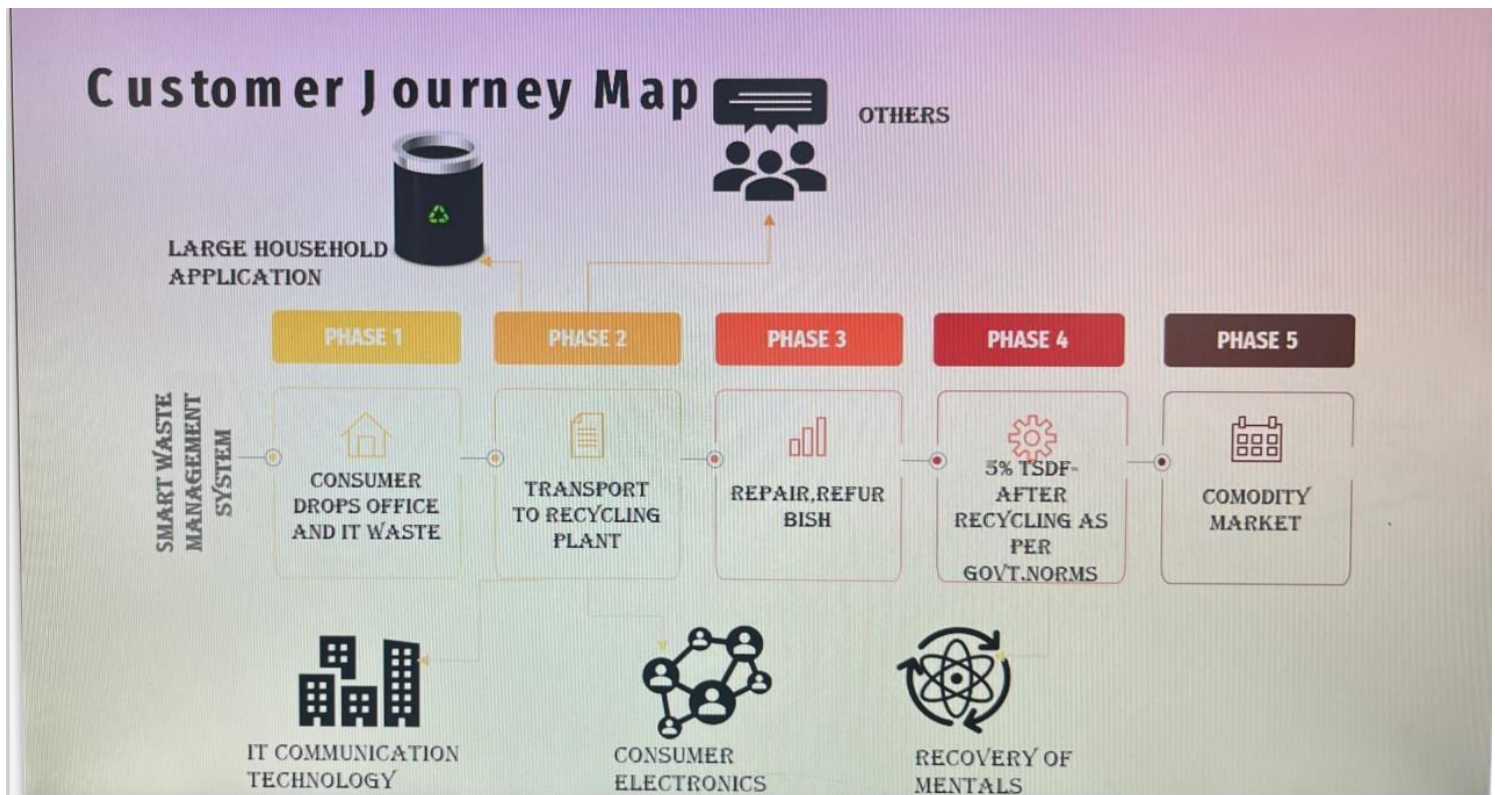 Customer Journey Map
OTHERS
LARGE HOUSEHOLD
APPLICATION
PHASE 1
PHASE 2
PHASE 3
PHASE 4
PHASE 5
SMART WASTE
MANAGEMENT
SYSTEM
CONSUMER
DROPS OFFICE
AND IT WASTE
TRANSPORT
TO RECYCLING
PLANT
REPAIR,REFUR
BISH
5% TSDF-
AFTER
RECYCLING AS
PER
GOVT.NORMS
COMODITY
MARKET
IT COMMUNICATION
TECHNOLOGY
CONSUMER
ELECTRONICS
RECOVERY OF
MENTALS